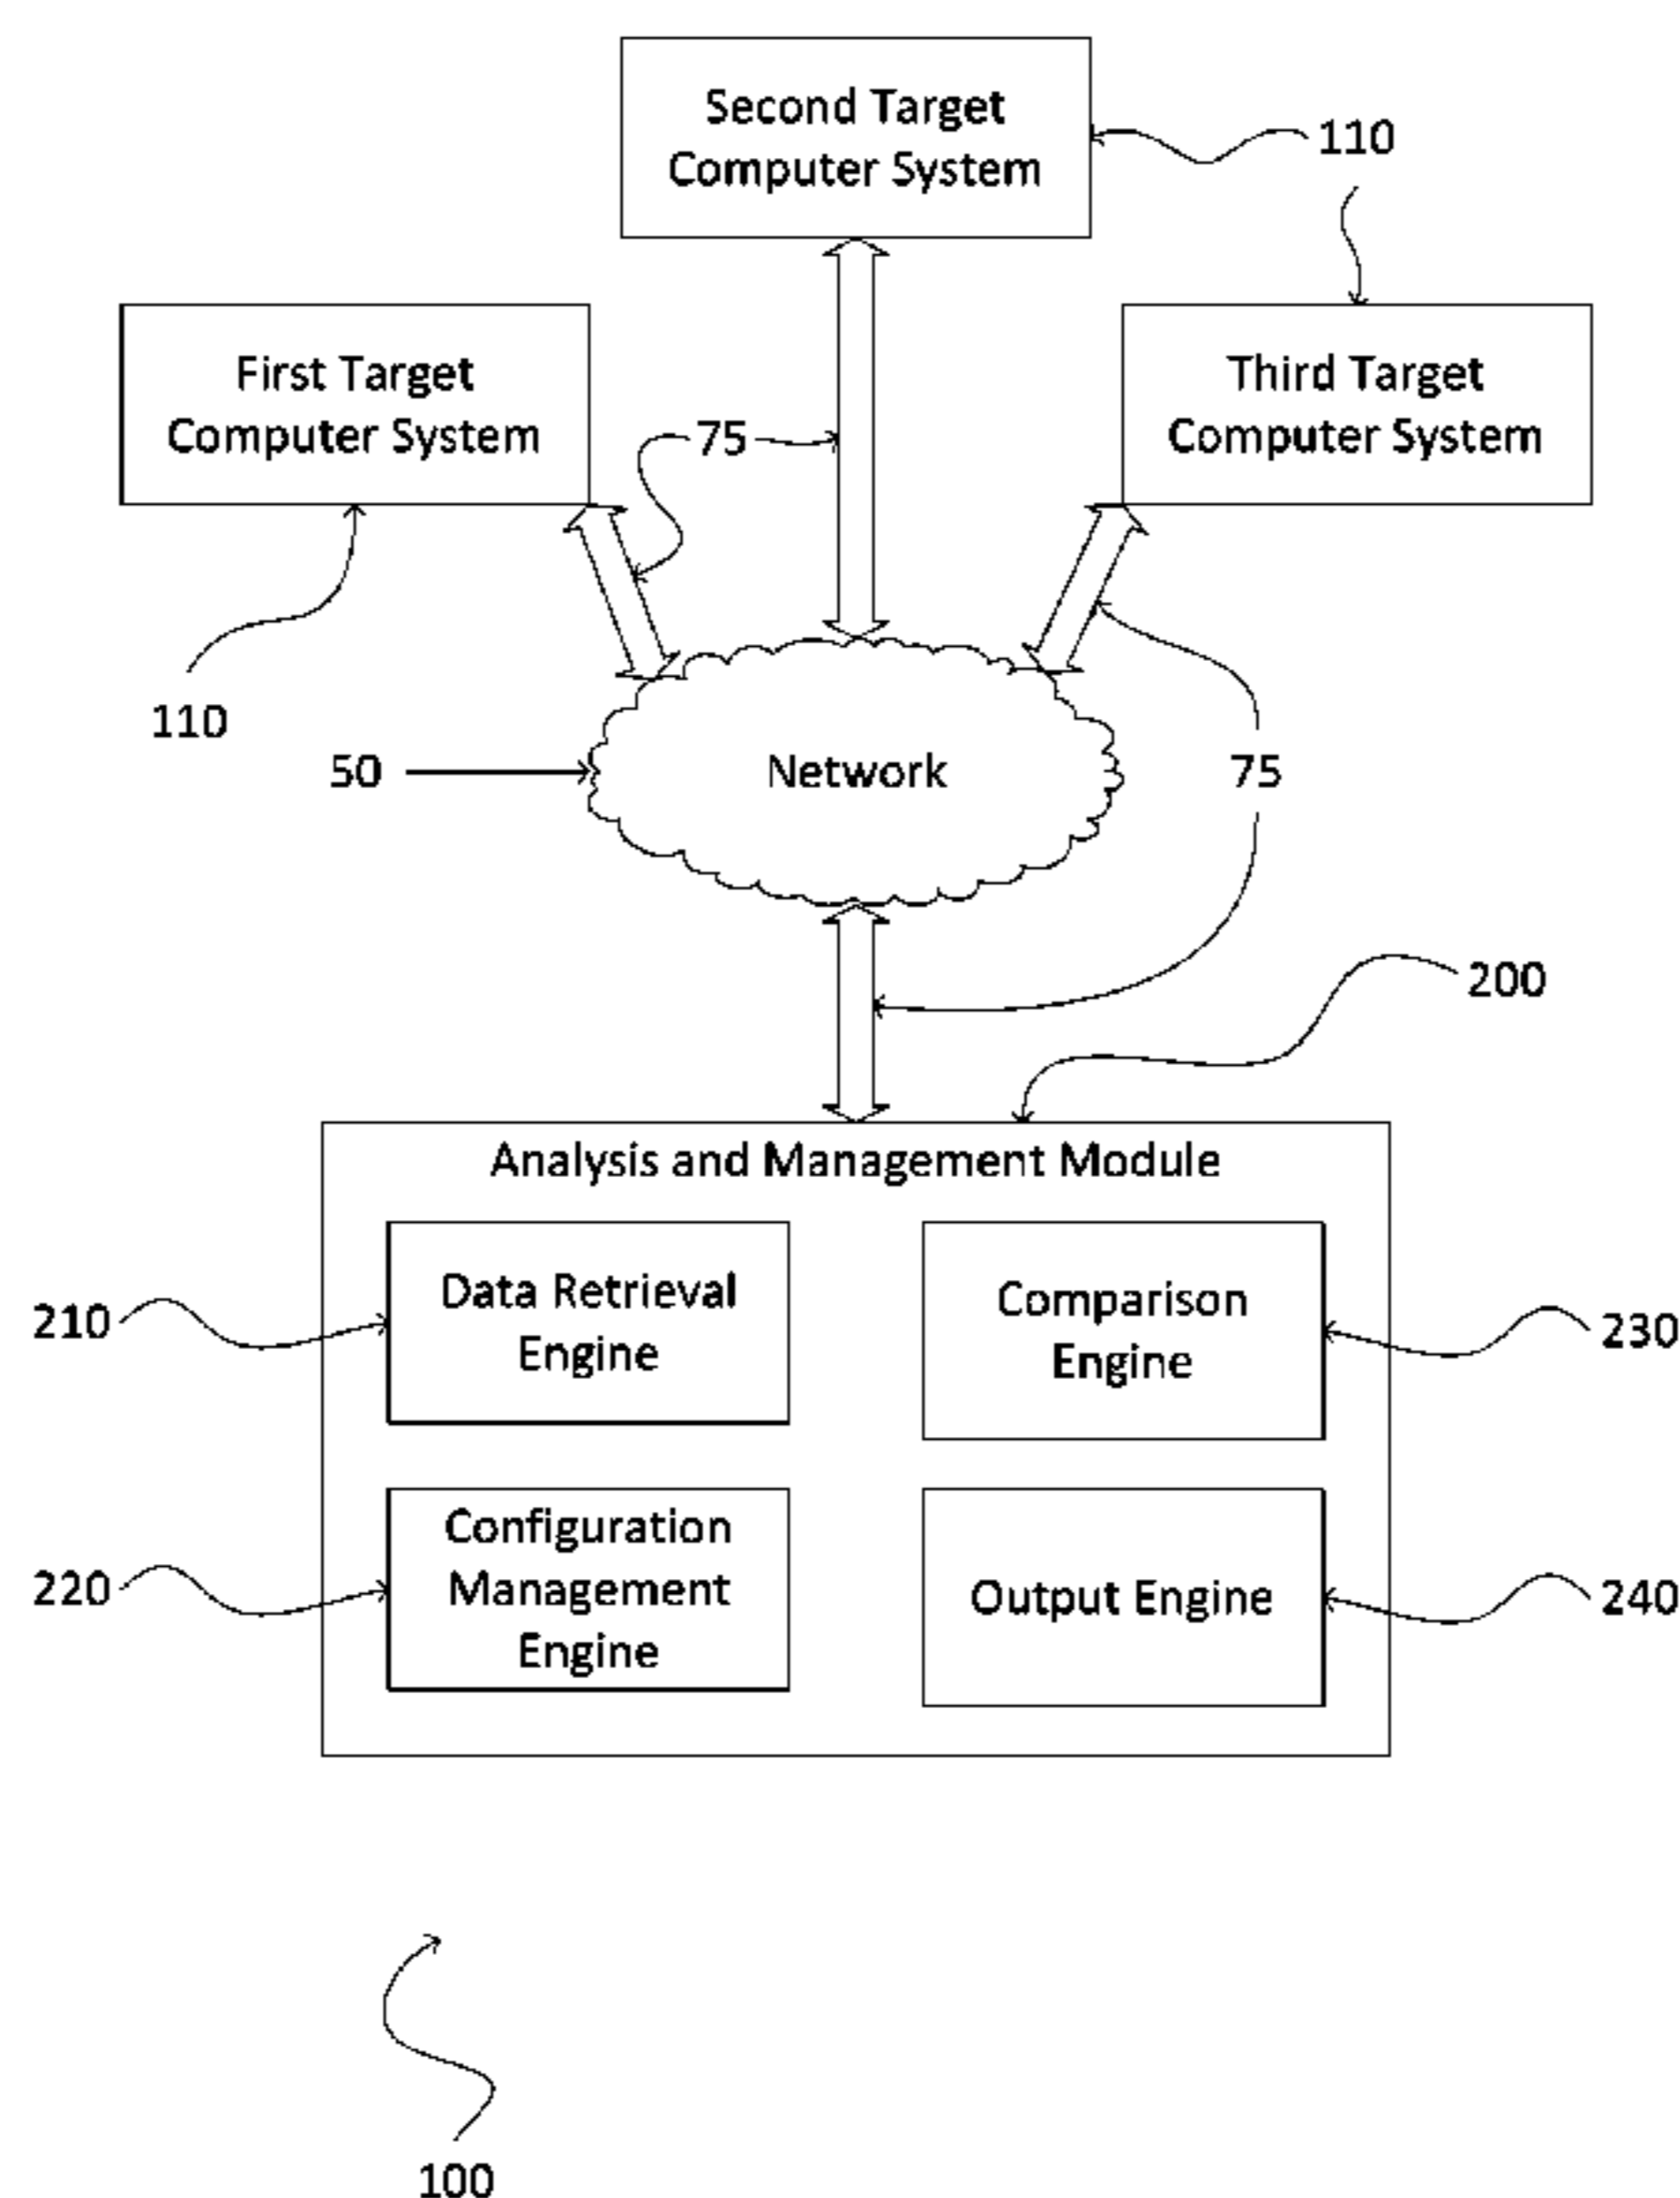 Second Target
Computer System
110
First Target
Computer System
Third Target
Computer System
75
110
50
Network
75
200
Analysis and Management Module
210
Data Retrieval
Engine
Comparison
Engine
230
220
Configuration
Management
Engine
Output Engine
240
100